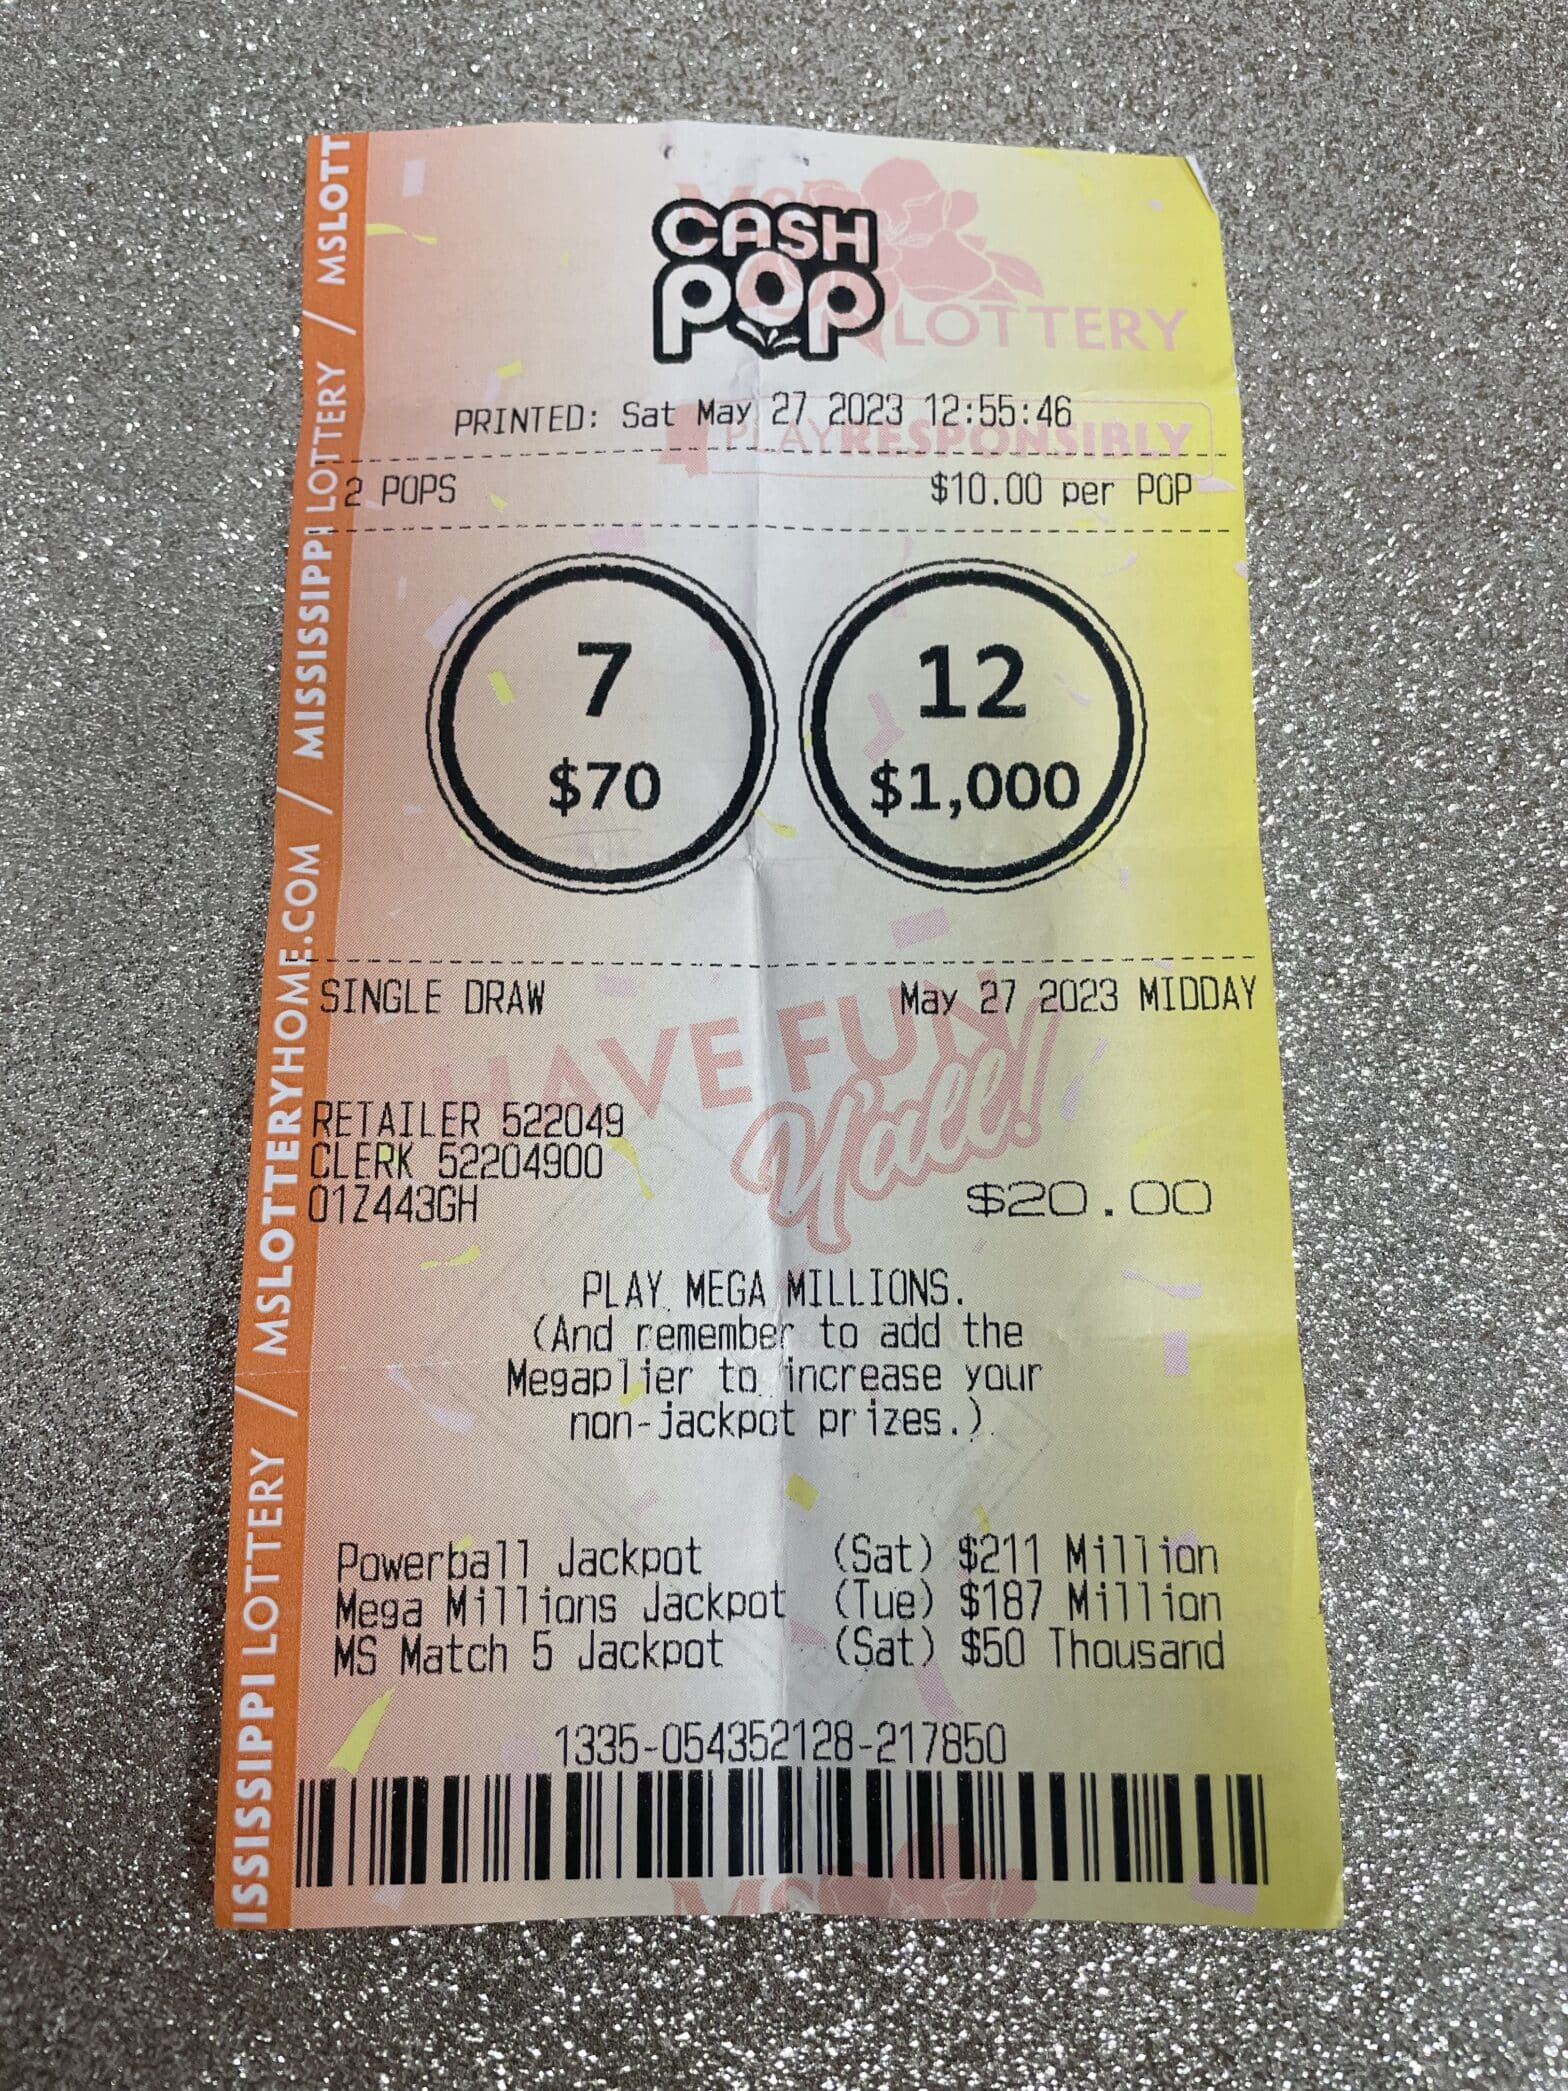 CASH
POP
LOTTERY
PRINTED: Sat May 27 2023 12:55:46
PLAY RESPONSIBLY
2 POPS $10.00 per POP
7 12
$70 $1,000
SINGLE DRAW May 27 2023 MIDDAY
HAVE FUN
Y'all!
RETAILER 522049
CLERK 52204900
01Z443GH
$20.00
PLAY MEGA MILLIONS.
(And remember to add the
Megaplier to increase your
non-jackpot prizes.)
Powerball Jackpot (Sat) $211 Million
Mega Millions Jackpot (Tue) $187 Million
MS Match 5 Jackpot (Sat) $50 Thousand
1335-054352128-217850
MS
ISSISSIPPI LOTTERY / MSLOTTERYHOME.COM / MISSISSIPPI LOTTERY / MSLOTT